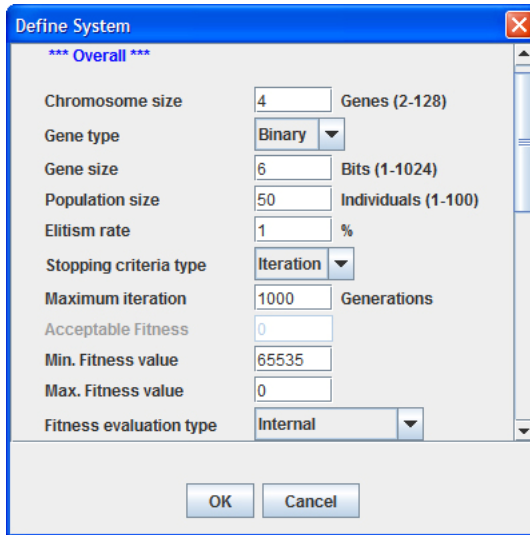 Define System
*** Overall ***
Chromosome size 4 Genes (2-128)
Gene type Binary
Gene size 6 Bits (1-1024)
Population size 50 Individuals (1-100)
Elitism rate 1 %
Stopping criteria type Iteration
Maximum iteration 1000 Generations
Acceptable Fitness 0
Min. Fitness value 65535
Max. Fitness value 0
Fitness evaluation type Internal
OK Cancel